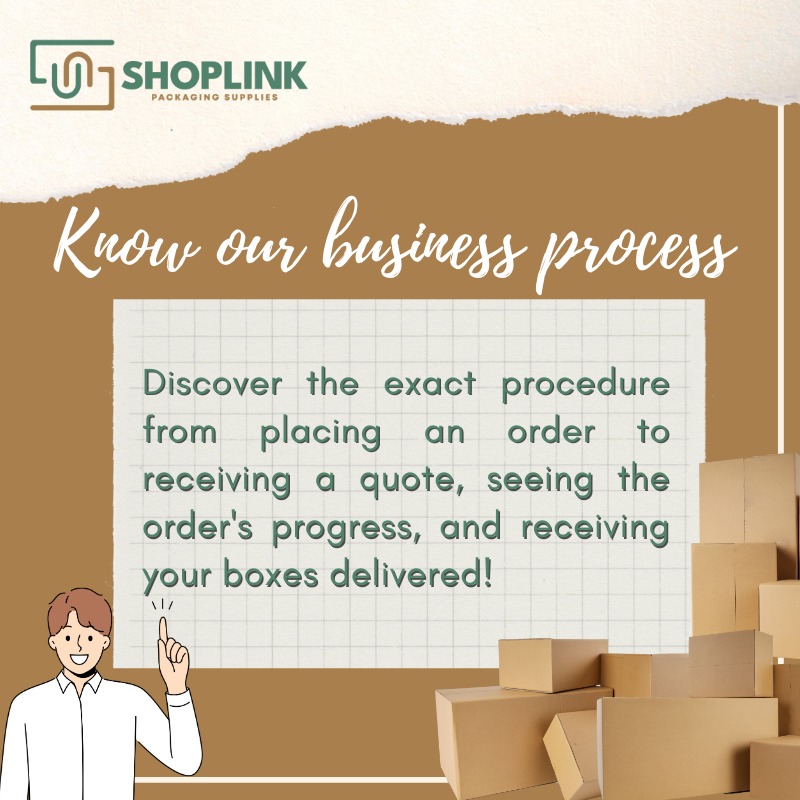 SHOPLINK
PACKAGING SUPPLIES
Know our business process
Discover the exact procedure
from placing an order to
receiving a quote, seeing the
order's progress, and receiving
your boxes delivered!